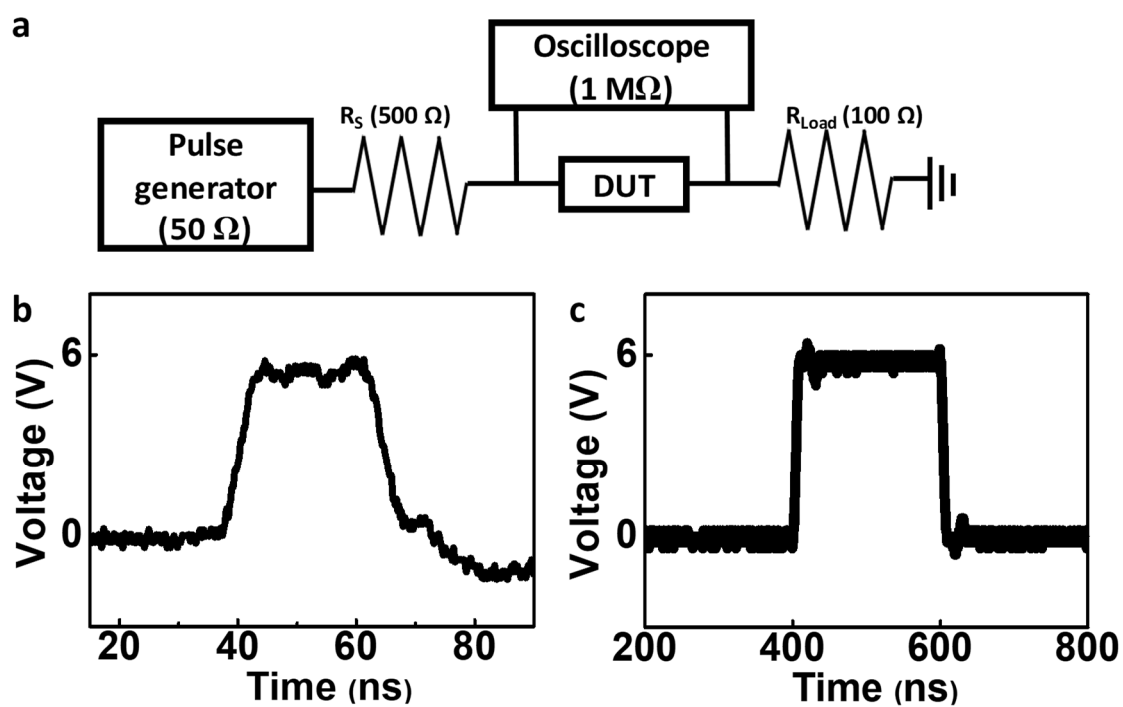 a
Oscilloscope
(1 MΩ)
R_S (500 Ω)
R_Load (100 Ω)
Pulse
generator
(50 Ω)
DUT
b
6
0
Voltage (V)
20 40 60 80
Time (ns)
c
6
0
Voltage (V)
200 400 600 800
Time (ns)